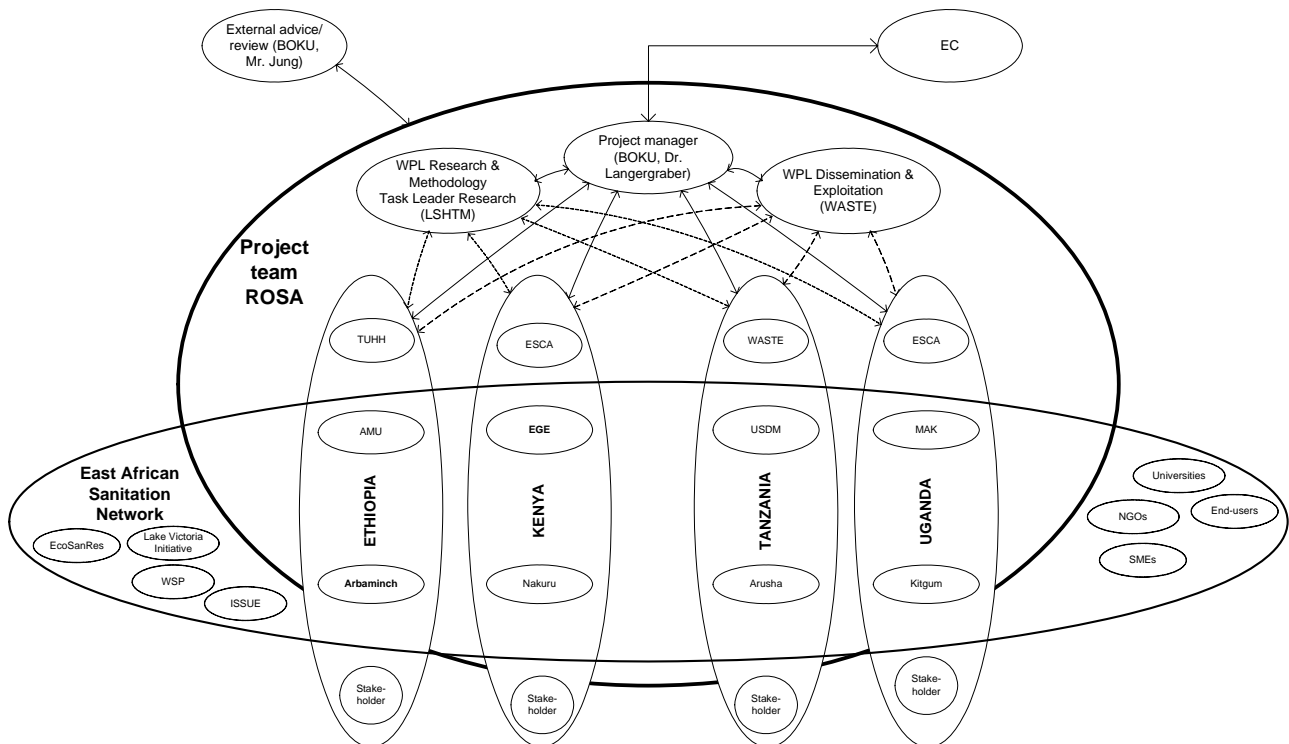 External advice/
review (BOKU,
Mr. Jung)
EC
Project manager
(BOKU, Dr.
Langergraber)
WPL Research &
Methodology
Task Leader Research
(LSHTM)
WPL Dissemination &
Exploitation
(WASTE)
Project
team
ROSA
TUHH
ESCA
WASTE
ESCA
AMU
EGE
USDM
MAK
East African
Sanitation
Network
EcoSanRes
Lake Victoria
Initiative
WSP
ISSUE
ETHIOPIA
KENYA
TANZANIA
UGANDA
Universities
NGOs
End-users
SMEs
Arbaminch
Nakuru
Arusha
Kitgum
Stake-
holder
Stake-
holder
Stake-
holder
Stake-
holder